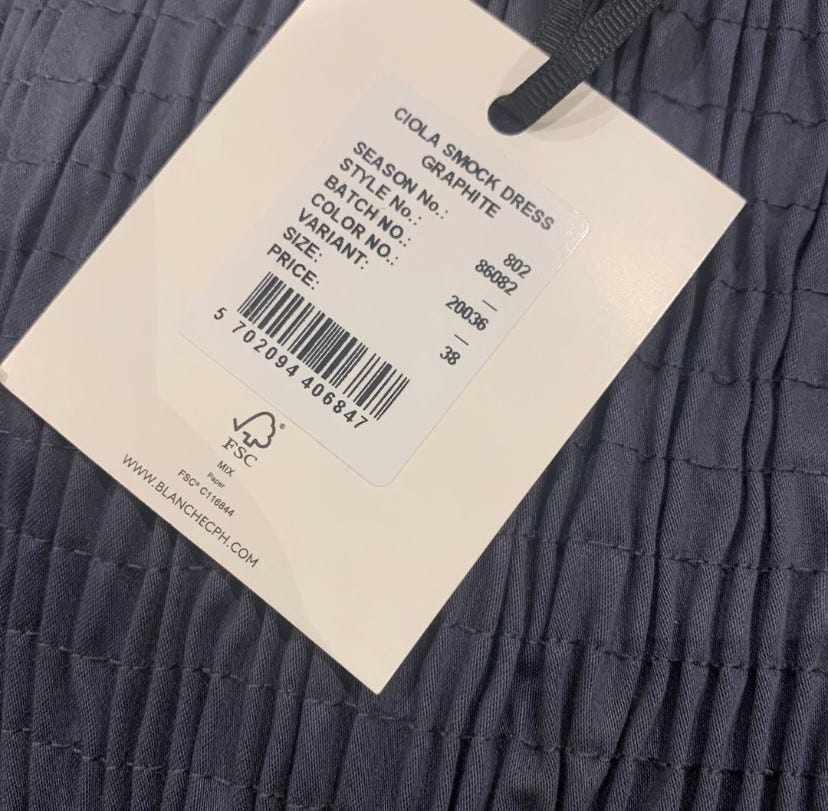 CIOLA SMOCK DRESS
GRAPHITE
SEASON No.: 802
STYLE No.: 86082
BATCH NO.: —
COLOR NO.: 20036
VARIANT: —
SIZE: 38
PRICE:
5 702094 406847
FSC®
MIX
Paper
FSC® C116844
WWW.BLANCHECPH.COM